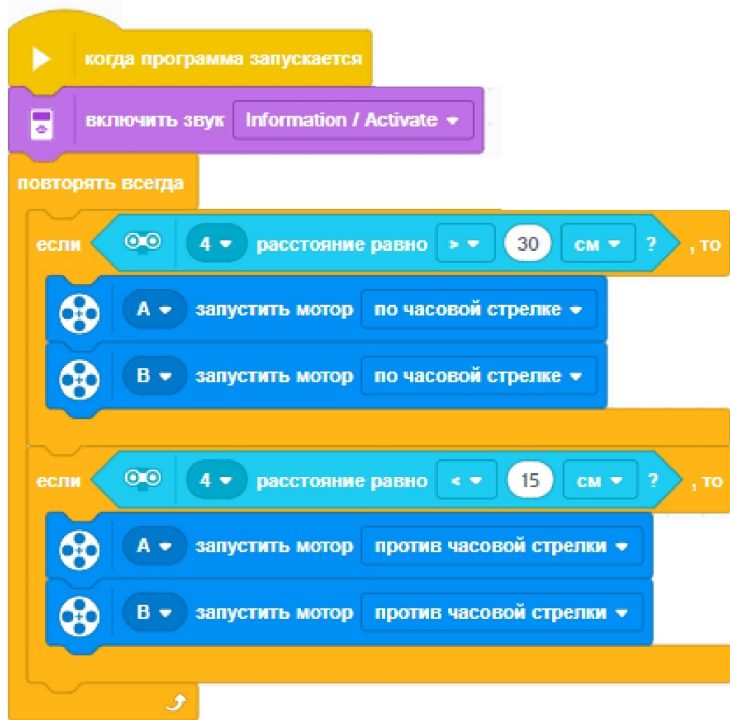 когда программа запускается
включить звук Information / Activate
повторять всегда
если 4 расстояние равно > 30 см ? , то
A запустить мотор по часовой стрелке
B запустить мотор по часовой стрелке
если 4 расстояние равно < 15 см ? , то
A запустить мотор против часовой стрелки
B запустить мотор против часовой стрелки